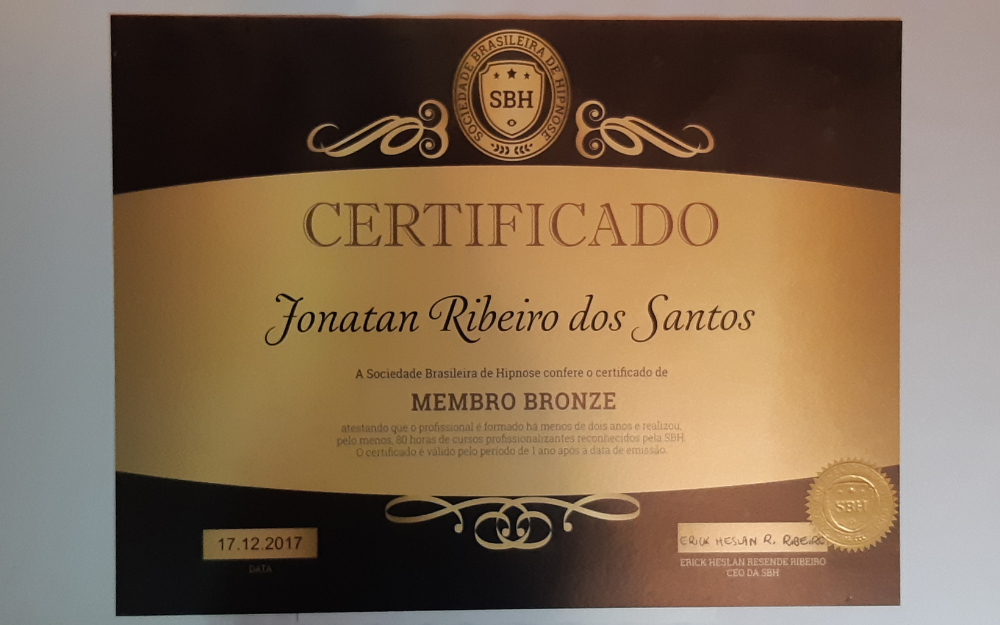 SOCIEDADE BRASILEIRA DE HIPNOSE
SBH
CERTIFICADO
Jonatan Ribeiro dos Santos
A Sociedade Brasileira de Hipnose confere o certificado de
MEMBRO BRONZE
atestando que o profissional é formado há menos de dois anos e realizou,
pelo menos, 80 horas de cursos profissionalizantes reconhecidos pela SBH.
O certificado é válido pelo período de 1 ano após a data de emissão.
SBH
17.12.2017
DATA
ERICK HESLAN R. RIBEIRO
ERICK HESLAN RESENDE RIBEIRO
CEO DA SBH